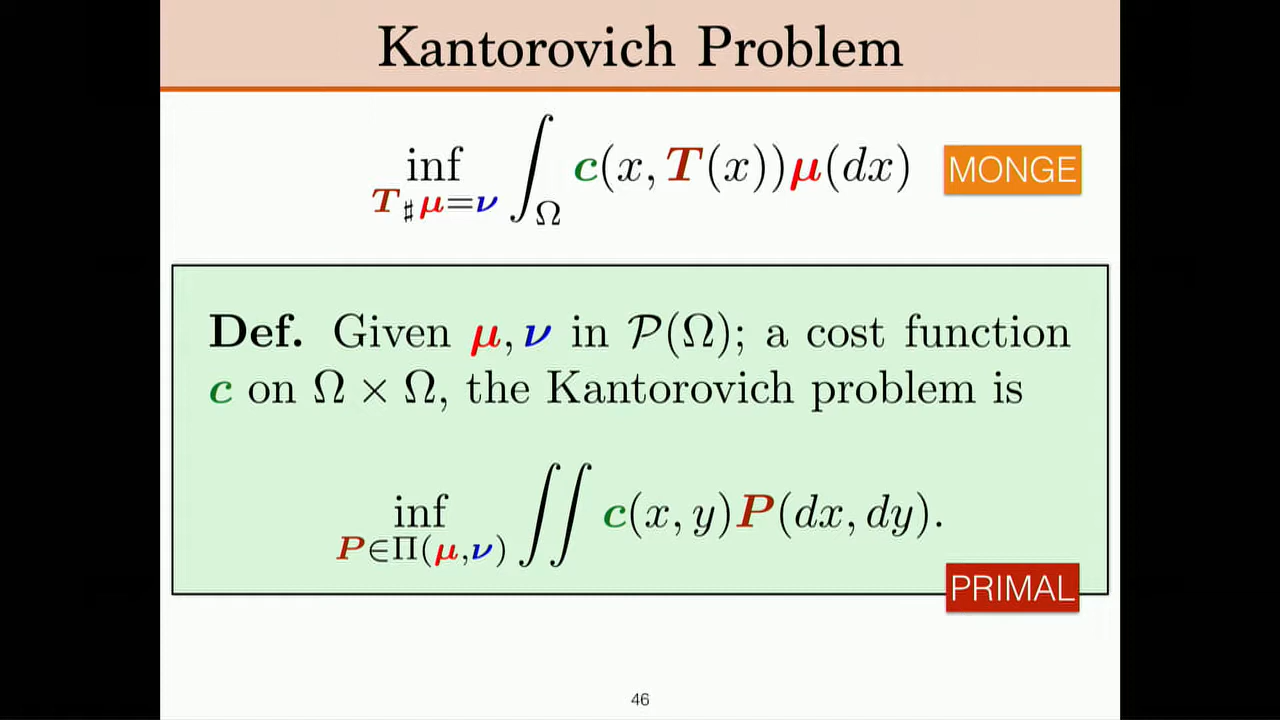 Kantorovich Problem
inf ∫ c(x, T(x))μ(dx) MONGE
T♯μ=ν Ω
Def. Given μ, ν in 𝒫(Ω); a cost function
c on Ω × Ω, the Kantorovich problem is
inf ∬ c(x, y)P(dx, dy).
P∈Π(μ,ν)
PRIMAL
46